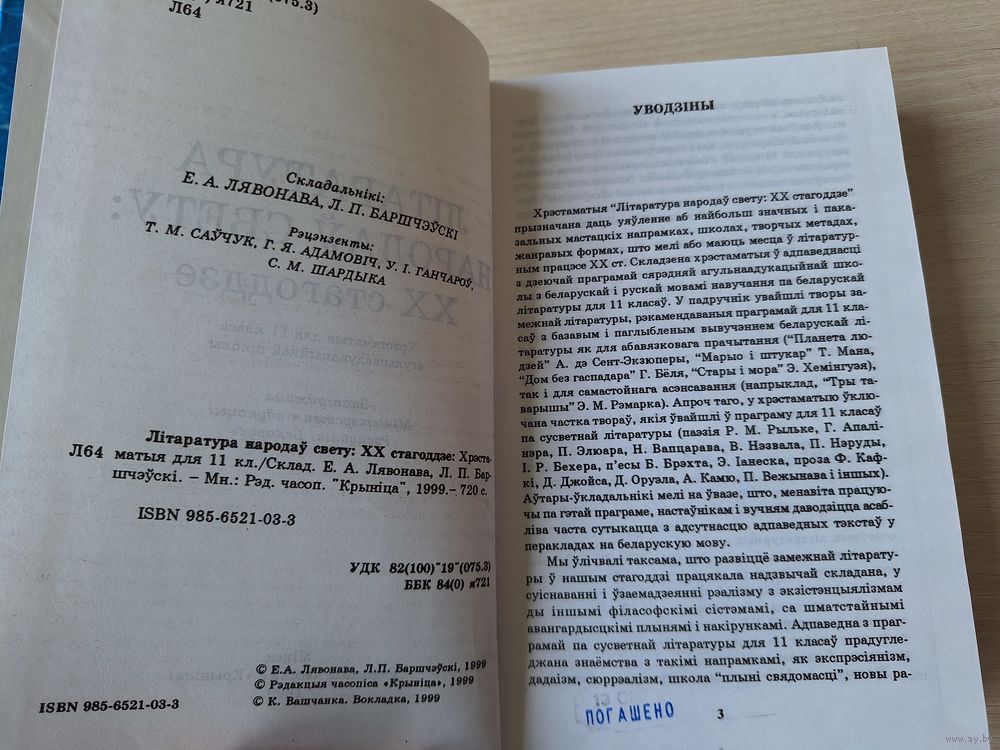 ) я721
(075.3)
Л64
Складальнікі:
Е. А. ЛЯВОНАВА, Л. П. БАРШЧЭЎСКІ
Рэцэнзенты:
Т. М. САЎЧУК, Г. Я. АДАМОВІЧ, У. І. ГАНЧАРОЎ,
С. М. ШАРДЫКА
Літаратура народаў свету: XX стагоддзе: Хрэста-
Л64 матыя для 11 кл./Склад. Е. А. Лявонава, Л. П. Бар-
шчэўскі. – Мн.: Рэд. часоп. "Крыніца", 1999.– 720 с.
ISBN 985-6521-03-3
УДК 82(100)"19"(075.3)
ББК 84(0) я721
© Е.А. Лявонава, Л.П. Баршчэўскі, 1999
© Рэдакцыя часопіса «Крыніца», 1999
© К. Вашчанка. Вокладка, 1999
ISBN 985-6521-03-3
УВОДЗІНЫ
Хрэстаматыя “Літаратура народаў свету: XX стагоддзе”
прызначана даць уяўленне аб найбольш значных і пака-
зальных мастацкіх напрамках, школах, творчых метадах,
жанравых формах, што мелі або маюць месца ў літаратур-
ным працэсе XX ст. Складзена хрэстаматыя ў адпаведнасці
з дзеючай праграмай сярэдняй агульнаадукацыйнай шко-
лы з беларускай і рускай мовамі навучання па беларускай
літаратуры для 11 класаў. У падручнік увайшлі творы за-
межнай літаратуры, рэкамендаваныя праграмай для 11 кла-
саў з базавым і паглыбленым вывучэннем беларускай лі-
таратуры як для абавязковага прачытання (“Планета лю-
дзей” А. дэ Сент-Экзюперы, “Марыо і штукар” Т. Мана,
“Дом без гаспадара” Г. Бёля, “Стары і мора” Э. Хемінгуэя),
так і для самастойнага асэнсавання (напрыклад, “Тры та-
варышы” Э. М. Рэмарка). Апроч таго, у хрэстаматыю ўклю-
чана частка твораў, якія ўвайшлі ў праграму для 11 класаў
па сусветнай літаратуры (паэзія Р. М. Рыльке, Г. Апалі-
нэра, П. Элюара, Н. Вапцарава, В. Нэзвала, П. Нэруды,
І. Р. Бехера, п'есы Б. Брэхта, Э. Іанеска, проза Ф. Каф-
кі, Д. Джойса, Д. Оруэла, А. Камю, П. Вежынава і іншых).
Аўтары-ўкладальнікі мелі на ўвазе, што, менавіта працую-
чы па гэтай праграме, настаўнікам і вучням даводзіцца асаб-
ліва часта сутыкацца з адсутнасцю адпаведных тэкстаў у
перакладах на беларускую мову.
Мы ўлічвалі таксама, што развіццё замежнай літарату-
ры ў нашым стагоддзі працякала надзвычай складана, у
суіснаванні і ўзаемадзеянні рэалізму з экзістэнцыялізмам
ды іншымі філасофскімі сістэмамі, са шматстайнымі
авангардысцкімі плынямі і накірункамі. Адпаведна з праг-
рамай па сусветнай літаратуры для 11 класаў прадугле-
джана знаёмства з такімі напрамкамі, як экспрэсіянізм,
дадаізм, сюррэалізм, школа “плыні свядомасці”, новы ра-
13 С
ПОГАШЕНО
3
www.ay.by